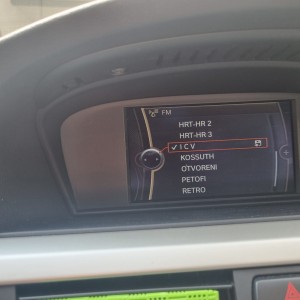 FM
HRT-HR 2
HRT-HR 3
✓ I C V
KOSSUTH
OTVORENI
PETOFI
RETRO